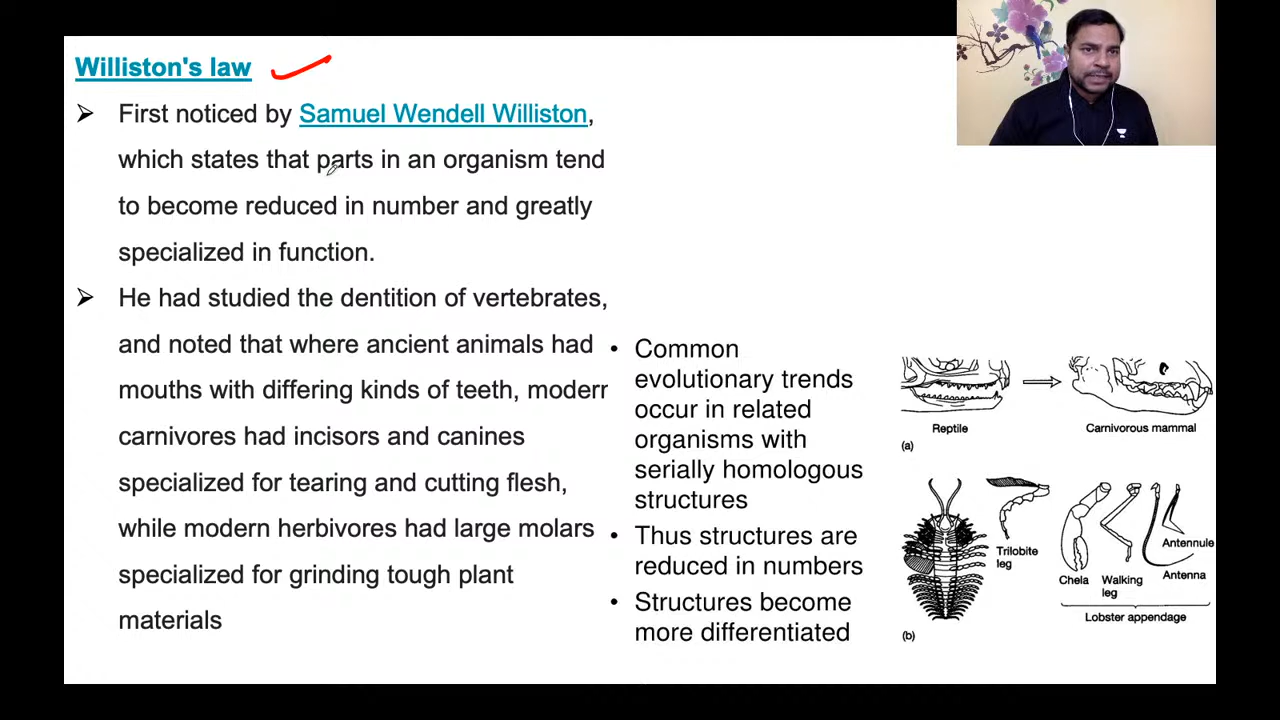 Williston's law
First noticed by Samuel Wendell Williston,
which states that parts in an organism tend
to become reduced in number and greatly
specialized in function.
He had studied the dentition of vertebrates,
and noted that where ancient animals had
mouths with differing kinds of teeth, moderr
carnivores had incisors and canines
specialized for tearing and cutting flesh,
while modern herbivores had large molars
specialized for grinding tough plant
materials
• Common
evolutionary trends
occur in related
organisms with
serially homologous
structures
• Thus structures are
reduced in numbers
• Structures become
more differentiated
Reptile
Carnivorous mammal
(a)
Trilobite
leg
Chela
Walking
leg
Antennule
Antenna
Lobster appendage
(b)